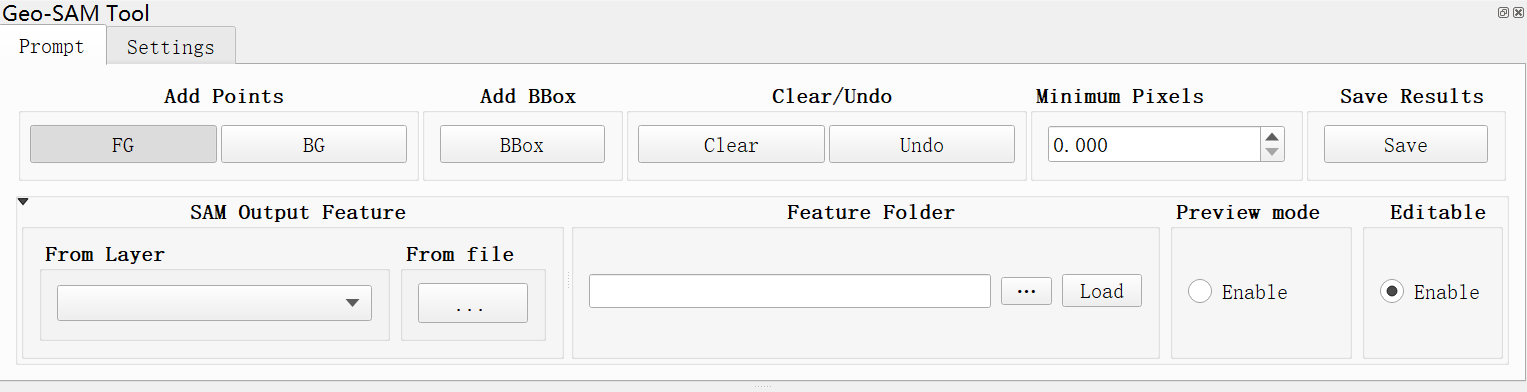 Geo-SAM Tool
Prompt Settings
Add Points Add BBox Clear/Undo Minimum Pixels Save Results
FG BG BBox Clear Undo 0.000 Save
SAM Output Feature Feature Folder Preview mode Editable
From Layer From file
... ... Load Enable Enable